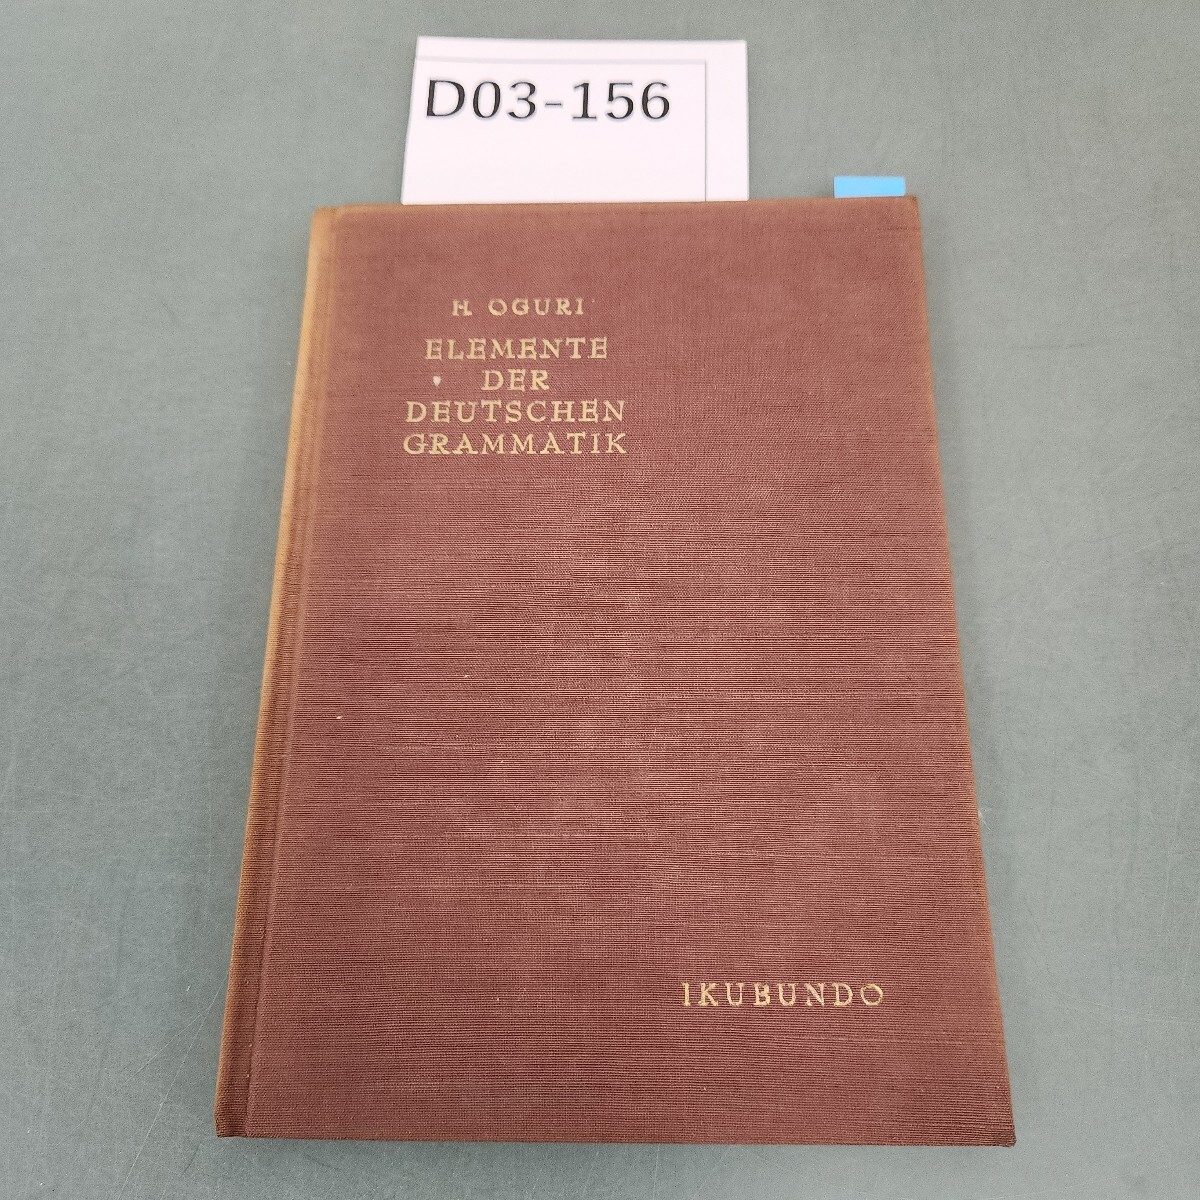 D03-156
H. OGURI
ELEMENTE
DER
DEUTSCHEN
GRAMMATIK
IKUBUNDO